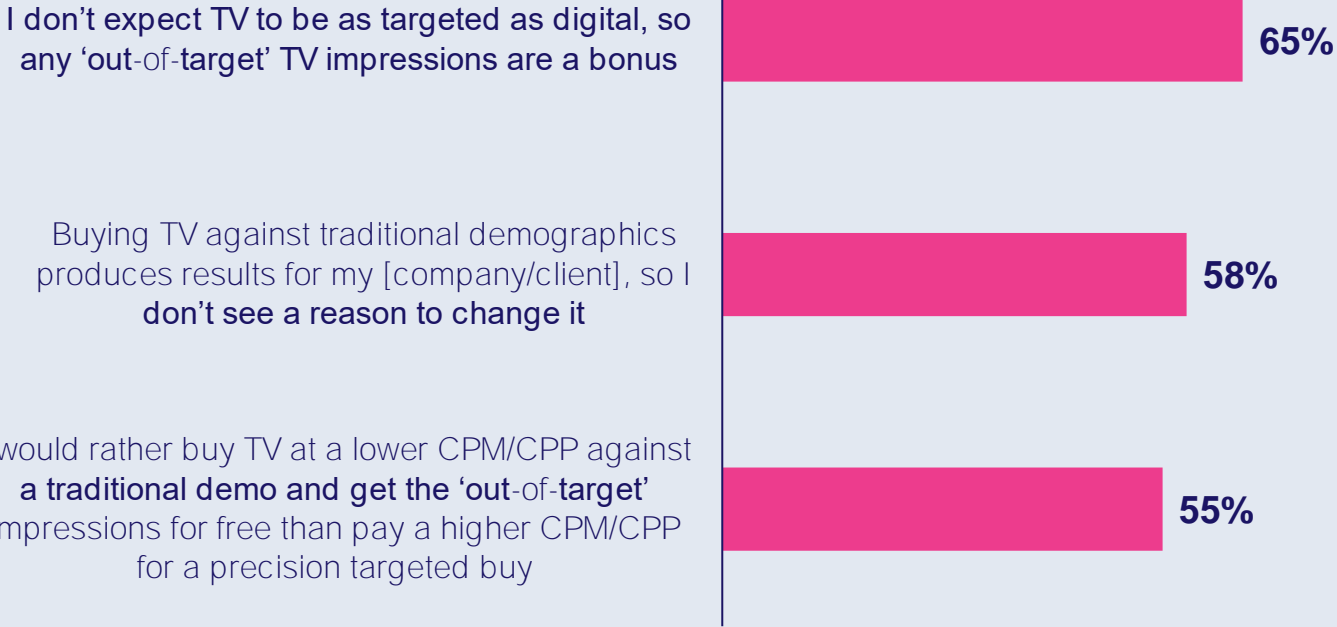 I don’t expect TV to be as targeted as digital, so
any ‘out-of-target’ TV impressions are a bonus
65%
Buying TV against traditional demographics
produces results for my [company/client], so I
don’t see a reason to change it
58%
would rather buy TV at a lower CPM/CPP against
a traditional demo and get the ‘out-of-target’
mpressions for free than pay a higher CPM/CPP
for a precision targeted buy
55%